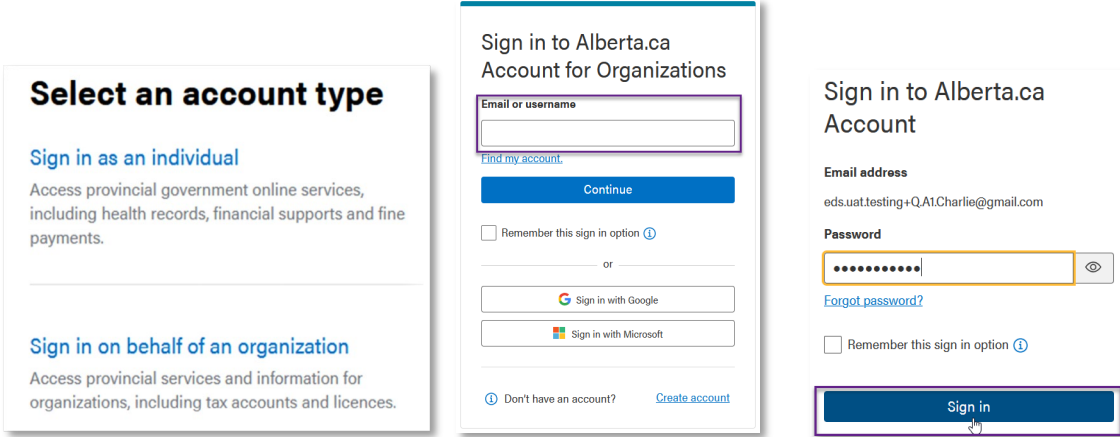 Select an account type
Sign in as an individual
Access provincial government online services,
including health records, financial supports and fine
payments.
Sign in on behalf of an organization
Access provincial services and information for
organizations, including tax accounts and licences.
Sign in to Alberta.ca
Account for Organizations
Email or username
Find my account.
Continue
Remember this sign in option
or
Sign in with Google
Sign in with Microsoft
Don't have an account? Create account
Sign in to Alberta.ca
Account
Email address
eds.uat.testing+Q.A1.Charlie@gmail.com
Password
Forgot password?
Remember this sign in option
Sign in